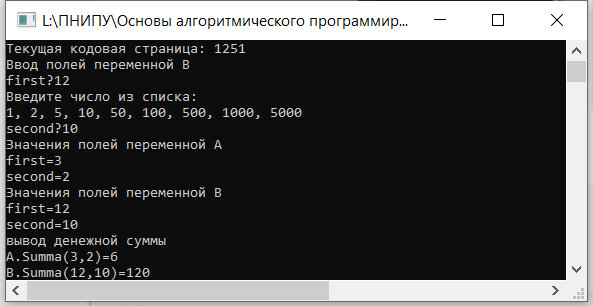 L:\ПНИПУ\Основы алгоритмического программир...
Текущая кодовая страница: 1251
Ввод полей переменной B
first?12
Введите число из списка:
1, 2, 5, 10, 50, 100, 500, 1000, 5000
second?10
Значения полей переменной A
first=3
second=2
Значения полей переменной B
first=12
second=10
вывод денежной суммы
A.Summa(3,2)=6
B.Summa(12,10)=120